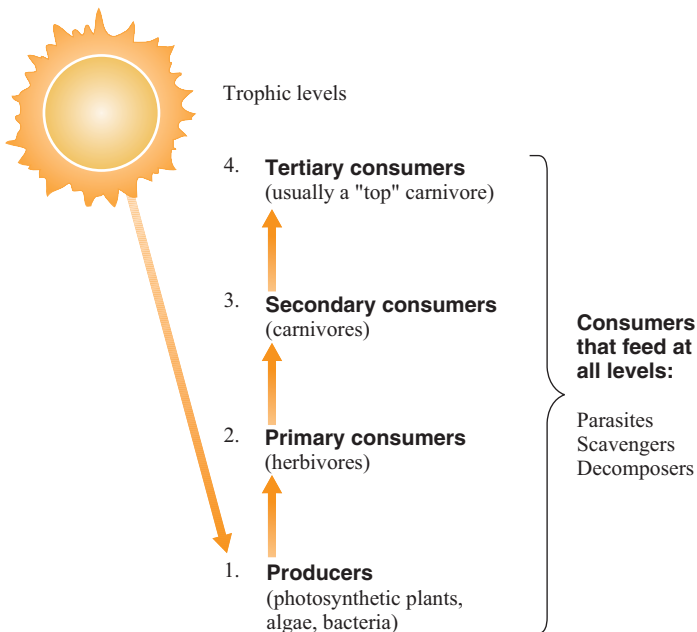 Trophic levels
4. Tertiary consumers
(usually a "top" carnivore)
3. Secondary consumers
(carnivores)
2. Primary consumers
(herbivores)
1. Producers
(photosynthetic plants,
algae, bacteria)
Consumers
that feed at
all levels:
Parasites
Scavengers
Decomposers